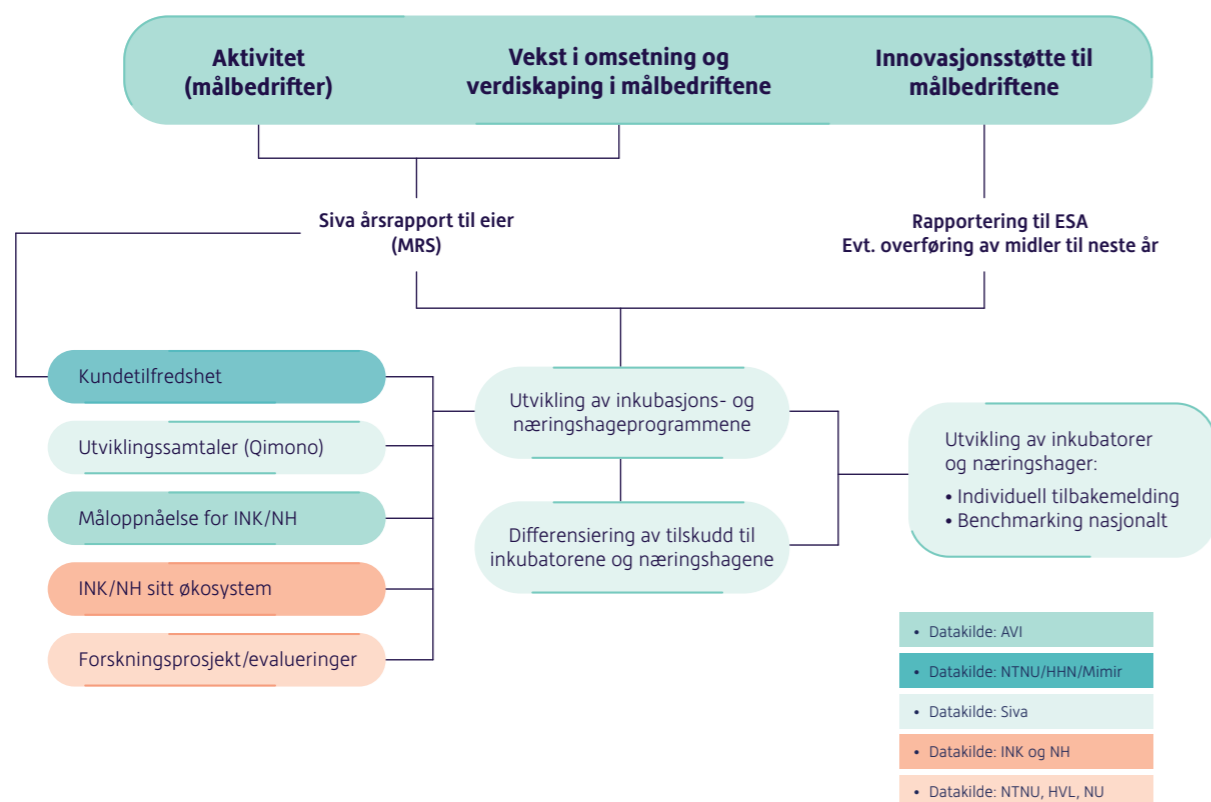 Aktivitet
(målbedrifter)
Vekst i omsetning og
verdiskaping i målbedriftene
Innovasjonsstøtte til
målbedriftene
Siva årsrapport til eier
(MRS)
Rapportering til ESA
Evt. overføring av midler til neste år
Kundetilfredshet
Utviklingssamtaler (Qimono)
Måloppnåelse for INK/NH
INK/NH sitt økosystem
Forskningsprosjekt/evalueringer
Utvikling av inkubasjons- og
næringshageprogrammene
Differensiering av tilskudd til
inkubatorene og næringshagene
Utvikling av inkubatorer
og næringshager:
• Individuell tilbakemelding
• Benchmarking nasjonalt
• Datakilde: AVI
• Datakilde: NTNU/HHN/Mimir
• Datakilde: Siva
• Datakilde: INK og NH
• Datakilde: NTNU, HVL, NU